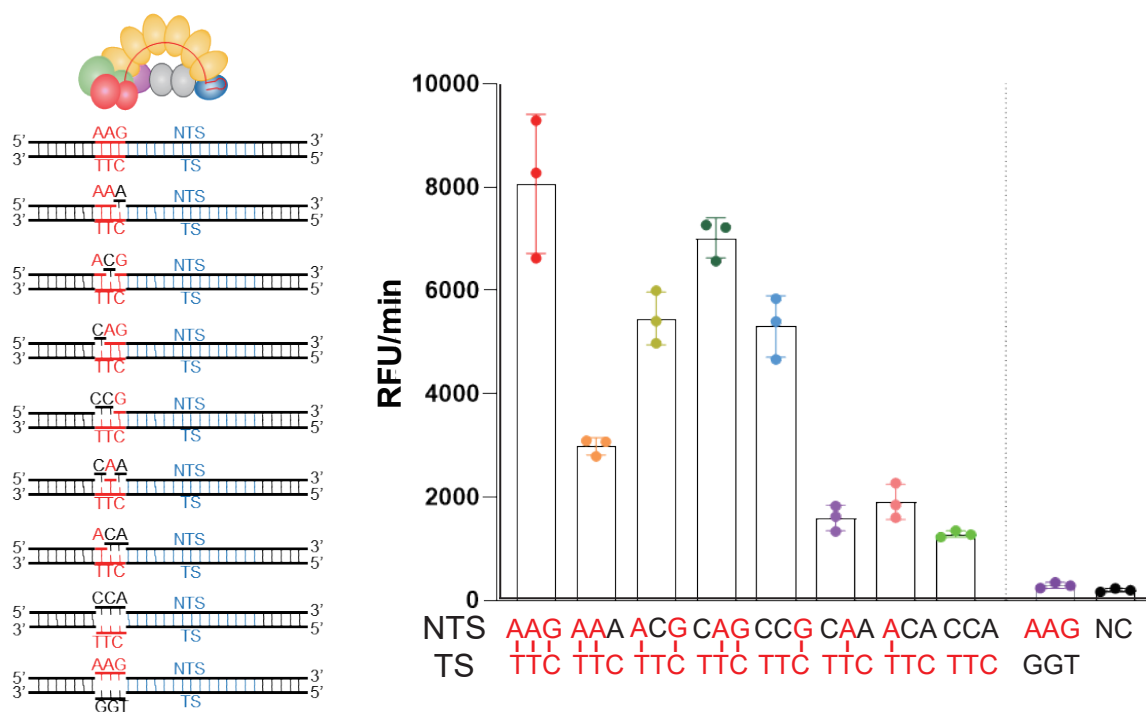 AAG NTS
5’ 3’
3’ 5’
TTC TS
AAA NTS
5’ 3’
3’ 5’
TTC TS
ACG NTS
5’ 3’
3’ 5’
TTC TS
CAG NTS
5’ 3’
3’ 5’
TTC TS
CCG NTS
5’ 3’
3’ 5’
TTC TS
CAA NTS
5’ 3’
3’ 5’
TTC TS
ACA NTS
5’ 3’
3’ 5’
TTC TS
CCA NTS
5’ 3’
3’ 5’
TTC TS
AAG NTS
5’ 3’
3’ 5’
GGT TS
RFU/min
10000
8000
6000
4000
2000
0
NTS AAG AAA ACG CAG CCG CAA ACA CCA AAG NC
TS TTC TTC TTC TTC TTC TTC TTC TTC GGT